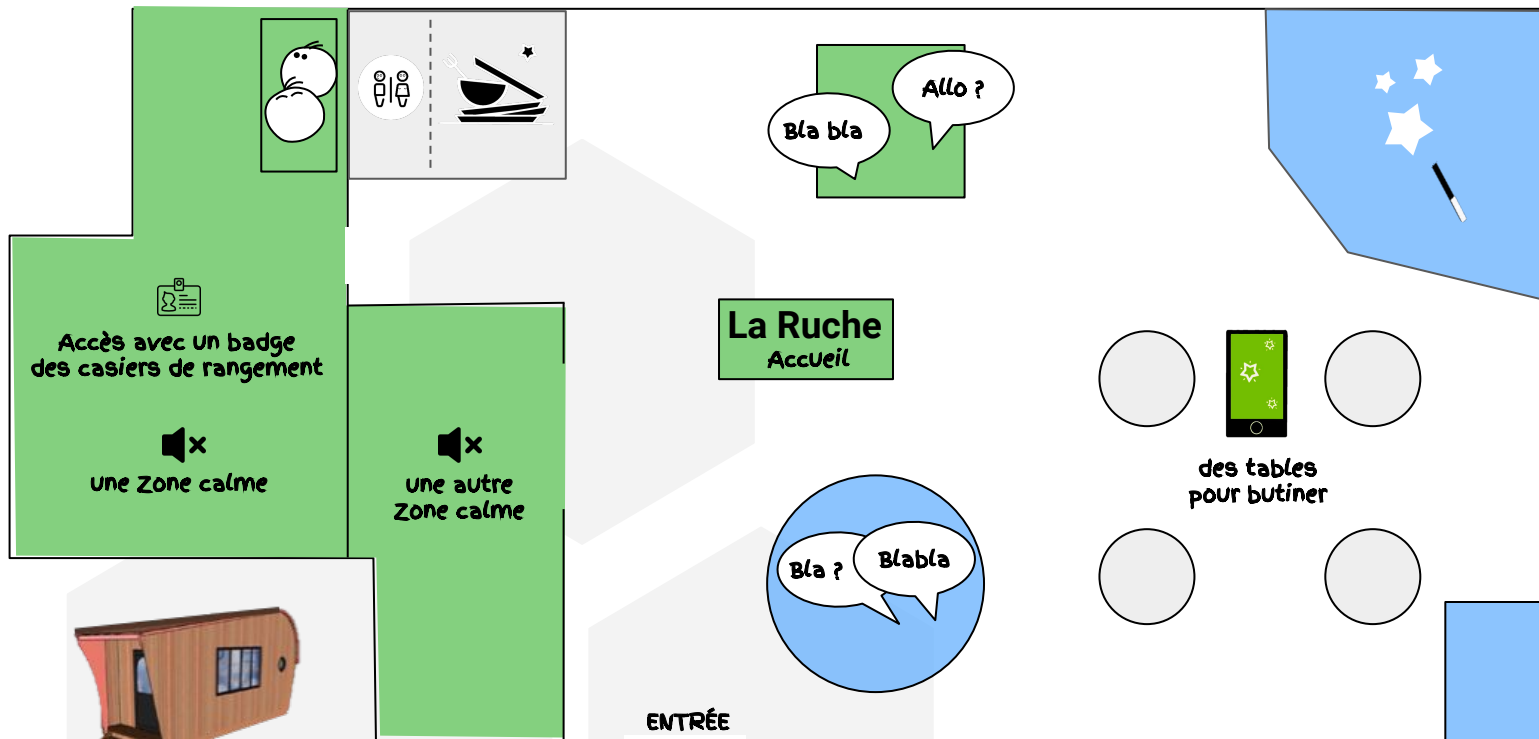 Allo ?
Bla bla
La Ruche
Accueil
Accès avec un badge
des casiers de rangement
une zone calme
une autre
zone calme
des tables
pour butiner
Bla ?
Blabla
ENTRÉE